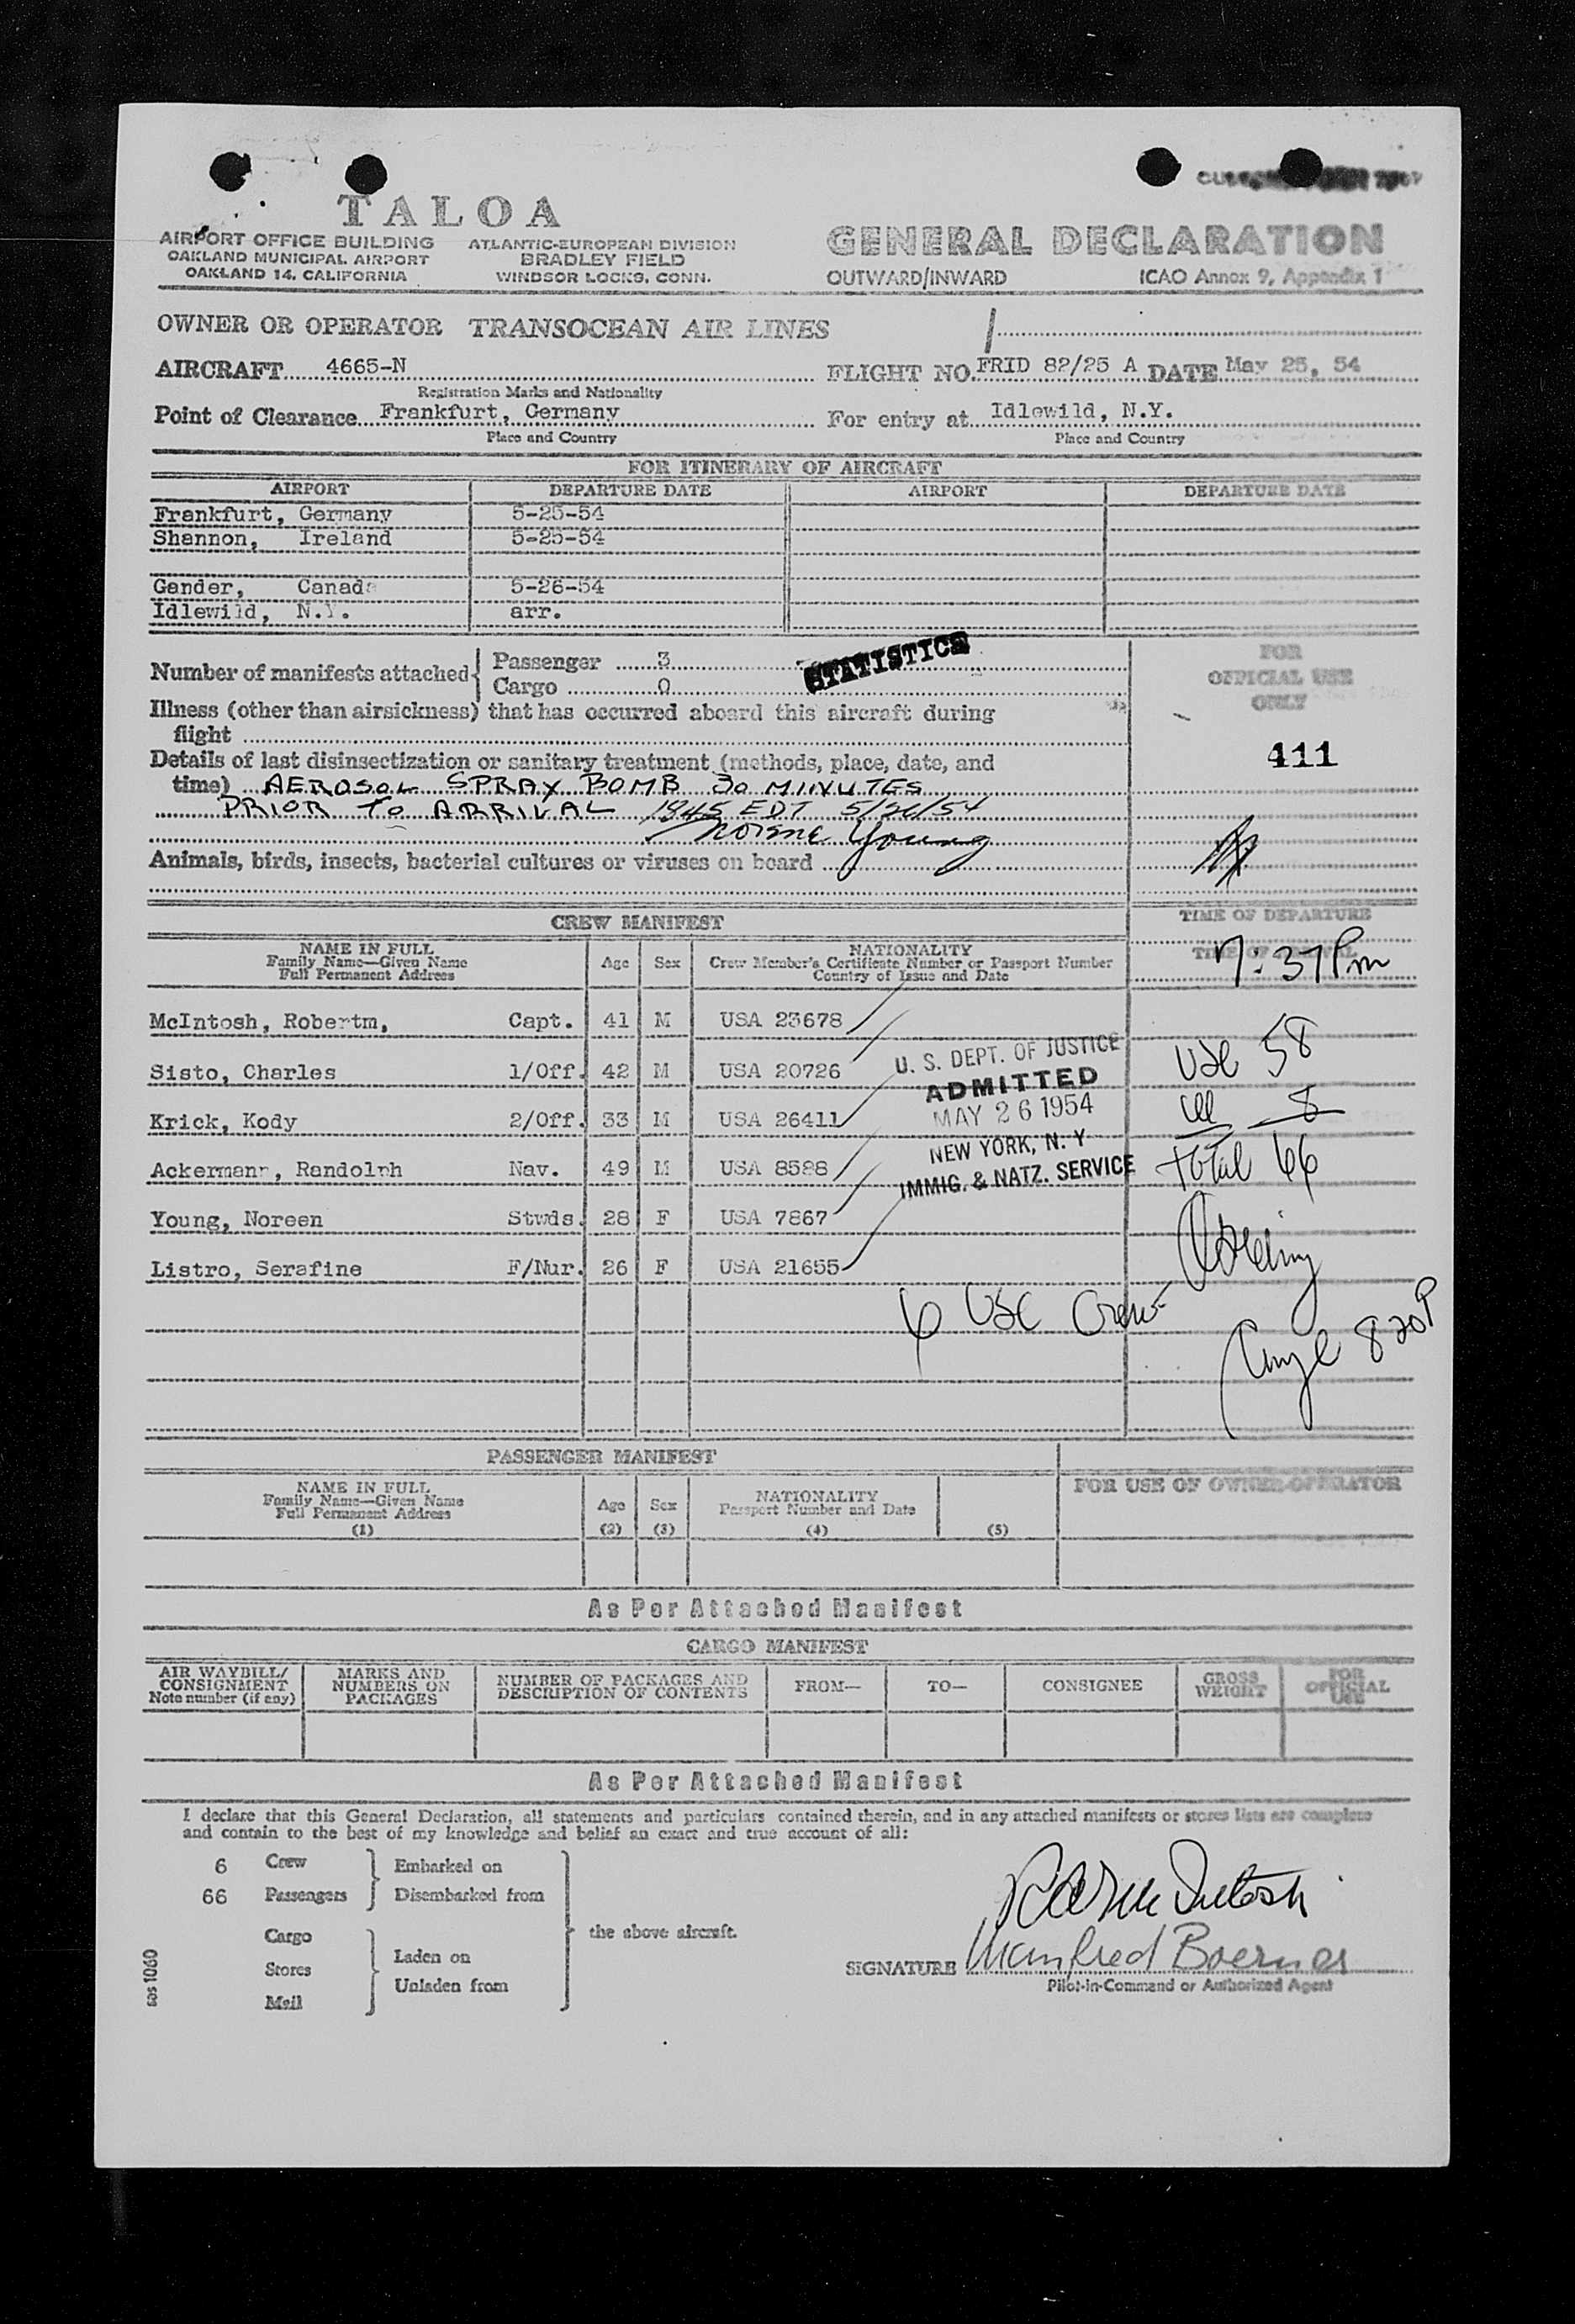 TALOA
AIRPORT OFFICE BUILDING
OAKLAND MUNICIPAL AIRPORT
OAKLAND 14, CALIFORNIA
ATLANTIC-EUROPEAN DIVISION
BRADLEY FIELD
WINDSOR LOCKS, CONN.
GENERAL DECLARATION
OUTWARD/INWARD ICAO Annex 9, Appendix 1
OWNER OR OPERATOR TRANSOCEAN AIR LINES
AIRCRAFT 4665-N FLIGHT NO. FRID 82/25 A DATE May 25, 54
Registration Marks and Nationality
Point of Clearance Frankfurt, Germany For entry at Idlewild, N.Y.
Place and Country Place and Country
FOR ITINERARY OF AIRCRAFT
AIRPORT DEPARTURE DATE AIRPORT DEPARTURE DATE
Frankfurt, Germany 5-25-54
Shannon, Ireland 5-25-54
Gander, Canada 5-26-54
Idlewild, N.Y. arr.
Number of manifests attached Passenger 3
Cargo 0
STATISTICS
FOR
OFFICIAL USE
ONLY
411
Illness (other than airsickness) that has occurred aboard this aircraft during
flight
Details of last disinsectization or sanitary treatment (methods, place, date, and
time) AEROSOL SPRAY BOMB 30 MINUTES
PRIOR TO ARRIVAL 1845 EDT 5/26/54
Norene Young
Animals, birds, insects, bacterial cultures or viruses on board
CREW MANIFEST
TIME OF DEPARTURE
TIME OF ARRIVAL
7:37 Pm
NAME IN FULL
Family Name—Given Name
Full Permanent Address
Age Sex
NATIONALITY
Crew Member's Certificate Number or Passport Number
Country of Issue and Date
McIntosh, Robertm, Capt. 41 M USA 23678
Sisto, Charles 1/Off. 42 M USA 20726
Krick, Kody 2/Off. 33 M USA 26411
Ackermann, Randolph Nav. 49 M USA 8588
Young, Noreen Stwds. 28 F USA 7867
Listro, Serafine F/Nur. 26 F USA 21655
U. S. DEPT. OF JUSTICE
ADMITTED
MAY 26 1954
NEW YORK, N. Y
IMMIG. & NATZ. SERVICE
USC 58
8
total 66
6 USC Crew
820P
PASSENGER MANIFEST
NAME IN FULL
Family Name—Given Name
Full Permanent Address
(1)
Age
(2)
Sex
(3)
NATIONALITY
Passport Number and Date
(4)
(5)
FOR USE OF OWNER-OPERATOR
As Per Attached Manifest
CARGO MANIFEST
AIR WAYBILL/
CONSIGNMENT
Note number (if any)
MARKS AND
NUMBERS ON
PACKAGES
NUMBER OF PACKAGES AND
DESCRIPTION OF CONTENTS
FROM—
TO—
CONSIGNEE
GROSS
WEIGHT
FOR
OFFICIAL
USE
As Per Attached Manifest
I declare that this General Declaration, all statements and particulars contained therein, and in any attached manifests or stores lists are complete
and contain to the best of my knowledge and belief an exact and true account of all:
6 Crew Embarked on
66 Passengers Disembarked from
the above aircraft.
Cargo
Stores
Mail
Laden on
Unladen from
SIGNATURE Manfred Boerner
Pilot-in-Command or Authorized Agent
sos 1060